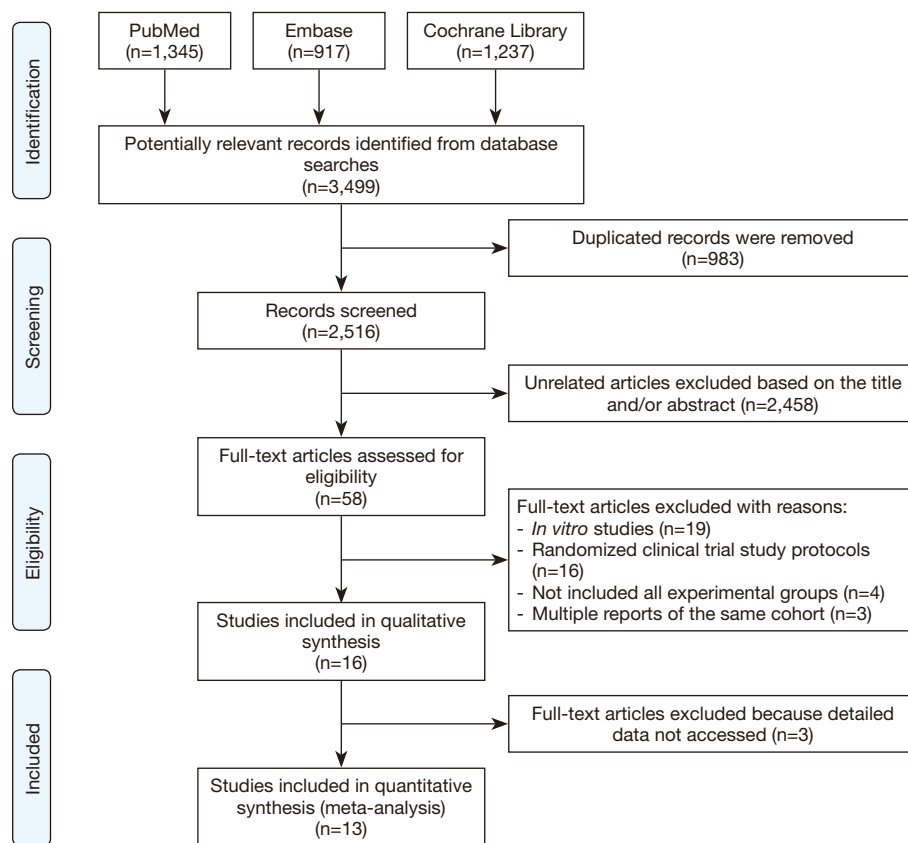 Identification
PubMed
(n=1,345)
Embase
(n=917)
Cochrane Library
(n=1,237)
Potentially relevant records identified from database
searches
(n=3,499)
Duplicated records were removed
(n=983)
Screening
Records screened
(n=2,516)
Unrelated articles excluded based on the title
and/or abstract (n=2,458)
Eligibility
Full-text articles assessed for
eligibility
(n=58)
Full-text articles excluded with reasons:
- In vitro studies (n=19)
- Randomized clinical trial study protocols
(n=16)
- Not included all experimental groups (n=4)
- Multiple reports of the same cohort (n=3)
Studies included in qualitative
synthesis
(n=16)
Included
Full-text articles excluded because detailed
data not accessed (n=3)
Studies included in quantitative
synthesis (meta-analysis)
(n=13)